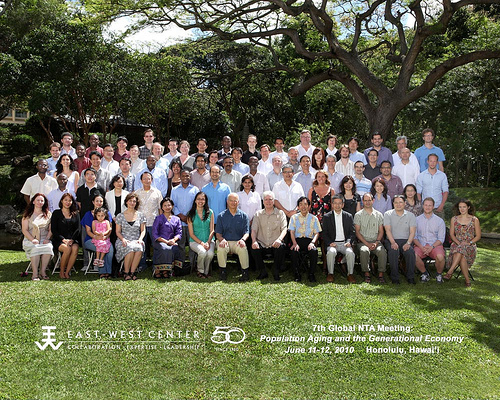 EAST-WEST CENTER
COLLABORATION · EXPERTISE · LEADERSHIP
50
7th Global NTA Meeting
Population Aging and the Generational Economy
June 11-12, 2010 Honolulu, Hawai'i